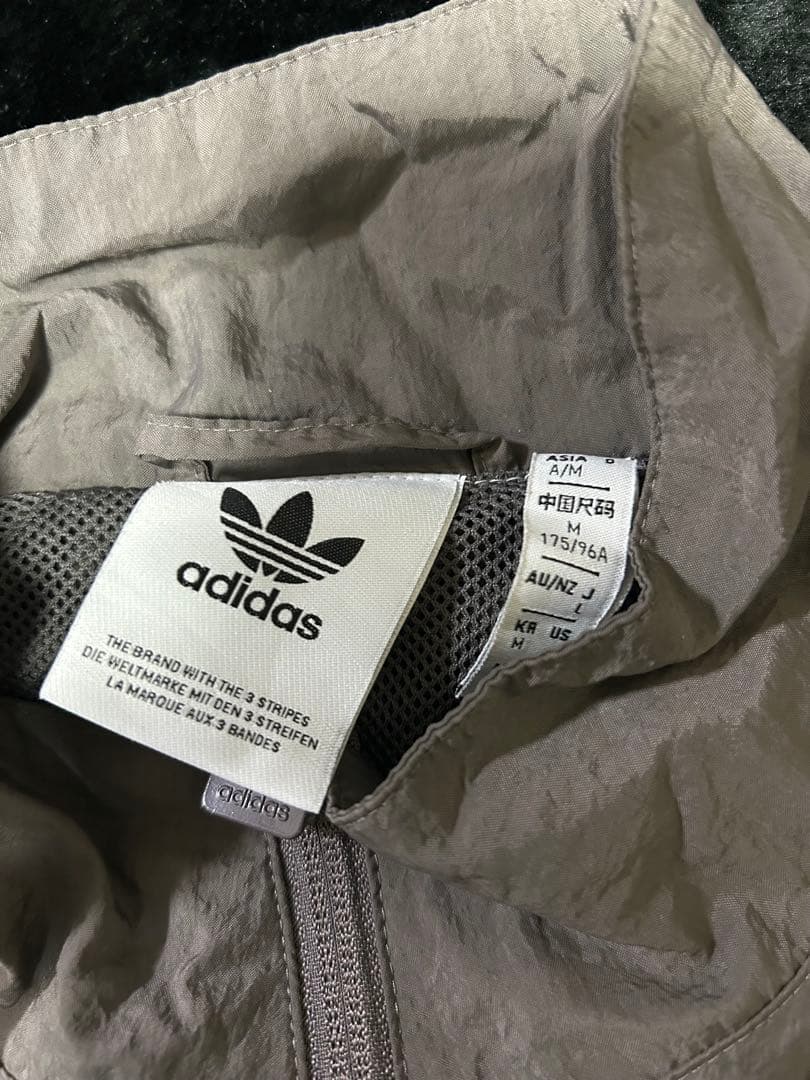 adidas
THE BRAND WITH THE 3 STRIPES
DIE WELTMARKE MIT DEN 3 STREIFEN
LA MARQUE AUX 3 BANDES
adidas
ASIA
A/M
中国尺码
M
175/96A
AU/NZ J
L
KR US
M